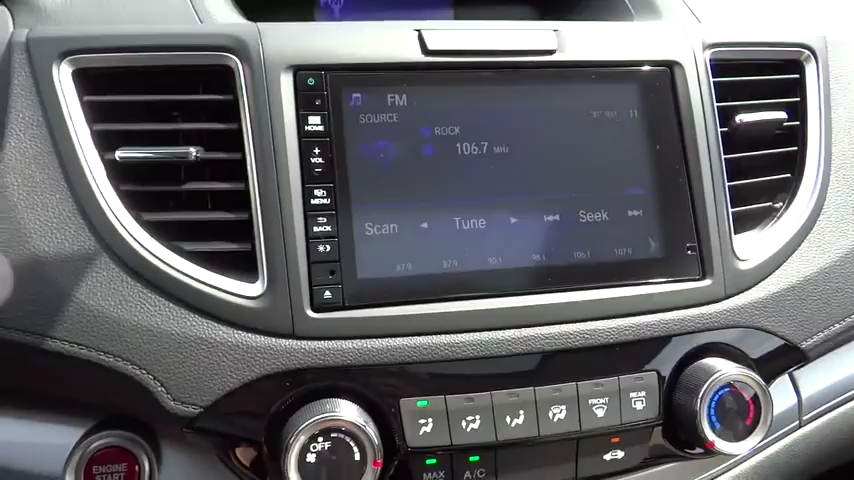 FM
SOURCE
ROCK
106.7 MHz
HOME
+
VOL
-
MENU
BACK
Scan
Tune
Seek
87.9 87.9 90.1 98.1 106.1 107.9
OFF
FRONT
REAR
MAX
A/C
ENGINE
START